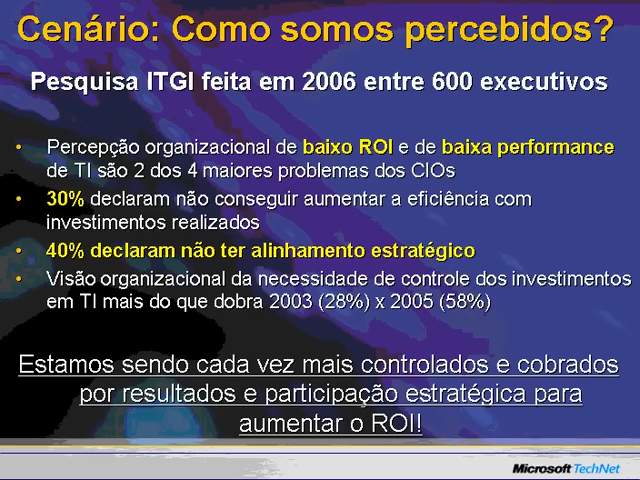 Cenário: Como somos percebidos?
Pesquisa ITGI feita em 2006 entre 600 executivos
• Percepção organizacional de baixo ROI e de baixa performance
de TI são 2 dos 4 maiores problemas dos CIOs
• 30% declaram não conseguir aumentar a eficiência com
investimentos realizados
• 40% declaram não ter alinhamento estratégico
• Visão organizacional da necessidade de controle dos investimentos
em TI mais do que dobra 2003 (28%) x 2005 (58%)
Estamos sendo cada vez mais controlados e cobrados
por resultados e participação estratégica para
aumentar o ROI!
Microsoft TechNet